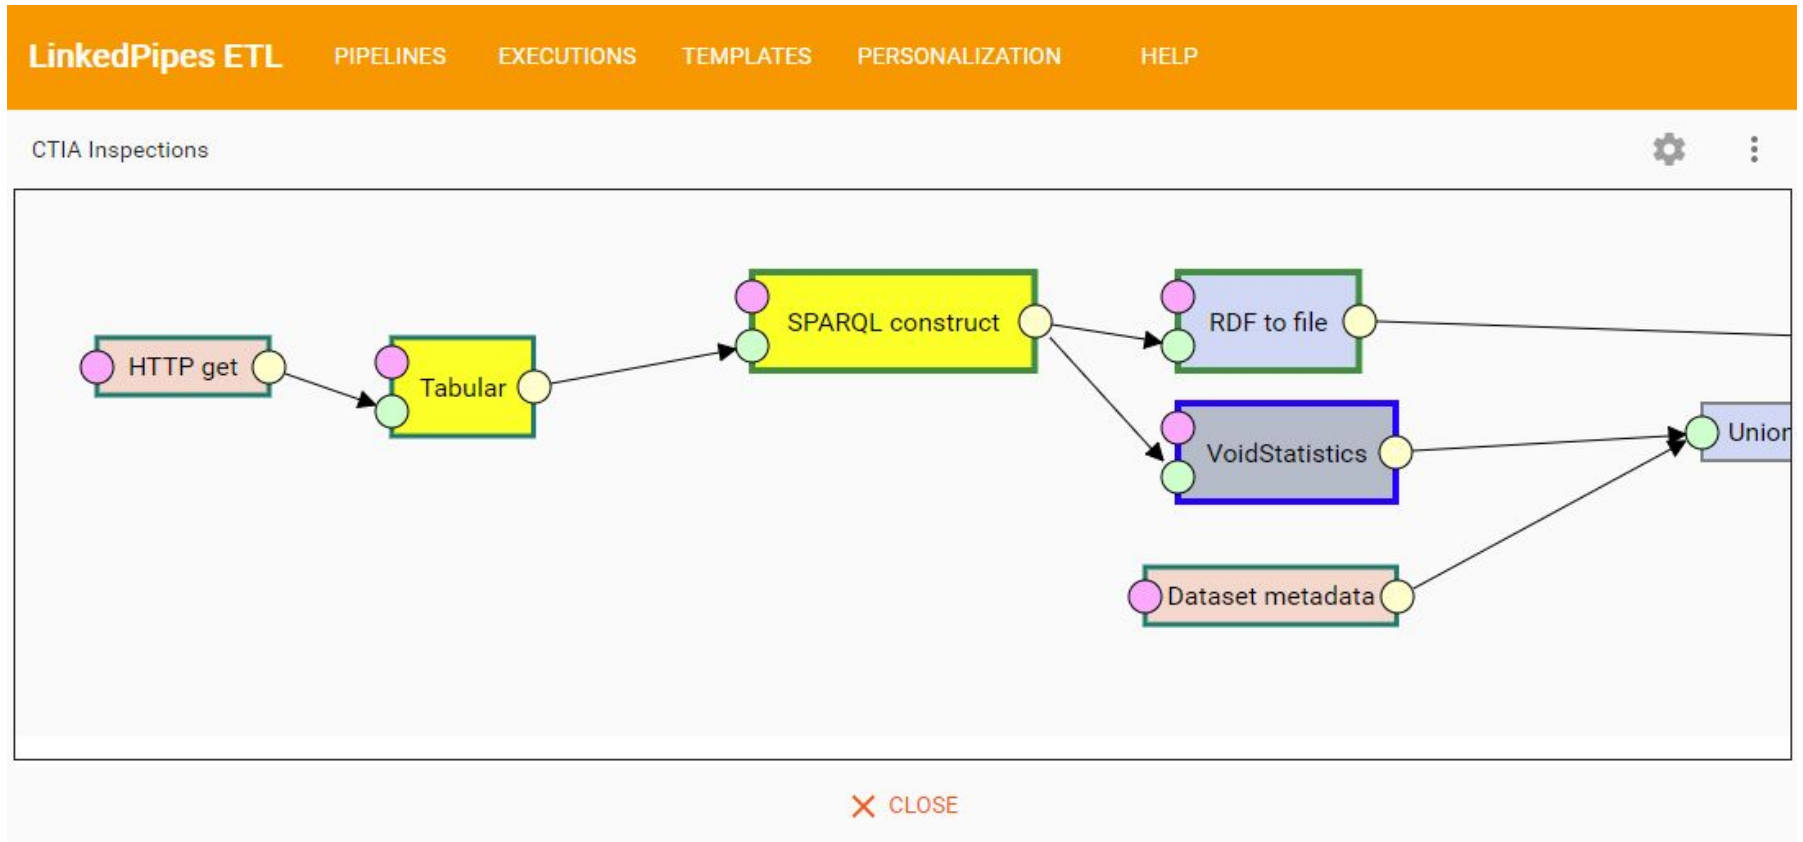 LinkedPipes ETL PIPELINES EXECUTIONS TEMPLATES PERSONALIZATION HELP
CTIA Inspections
HTTP get
Tabular
SPARQL construct
RDF to file
VoidStatistics
Dataset metadata
Union
CLOSE